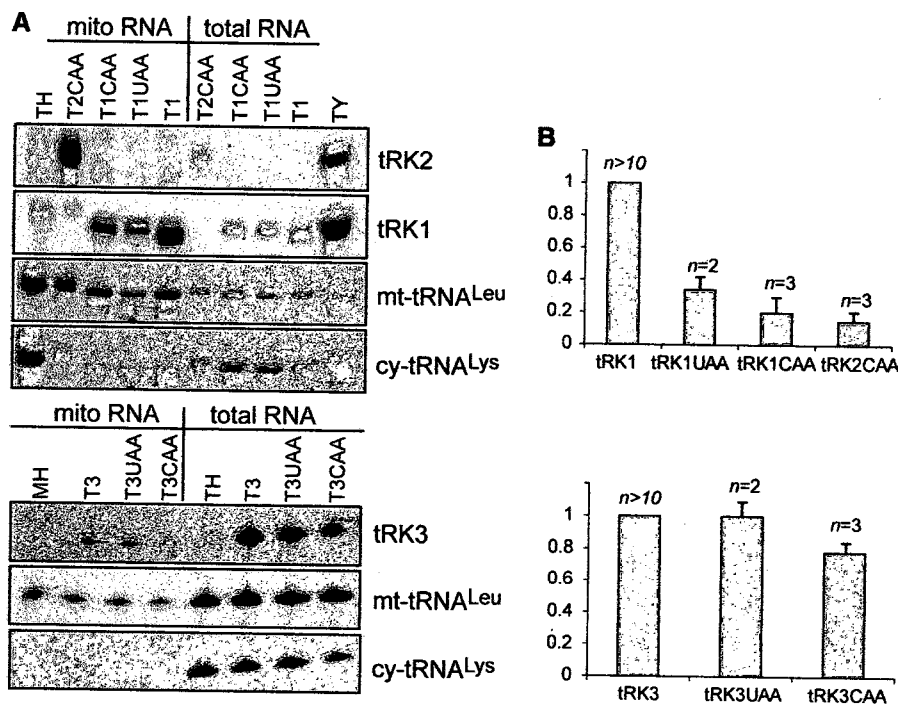 A
mito RNA total RNA
TH T2CAA T1CAA T1UAA T1 T2CAA T1CAA T1UAA T1 TY
tRK2
tRK1
mt-tRNALeu
cy-tRNALys
mito RNA total RNA
MH T3 T3UAA T3CAA TH T3 T3UAA T3CAA
tRK3
mt-tRNALeu
cy-tRNALys
B
n>10
n=2
n=3
n=3
1
0.8
0.6
0.4
0.2
0
tRK1 tRK1UAA tRK1CAA tRK2CAA
n>10
n=2
n=3
1
0.8
0.6
0.4
0.2
0
tRK3 tRK3UAA tRK3CAA